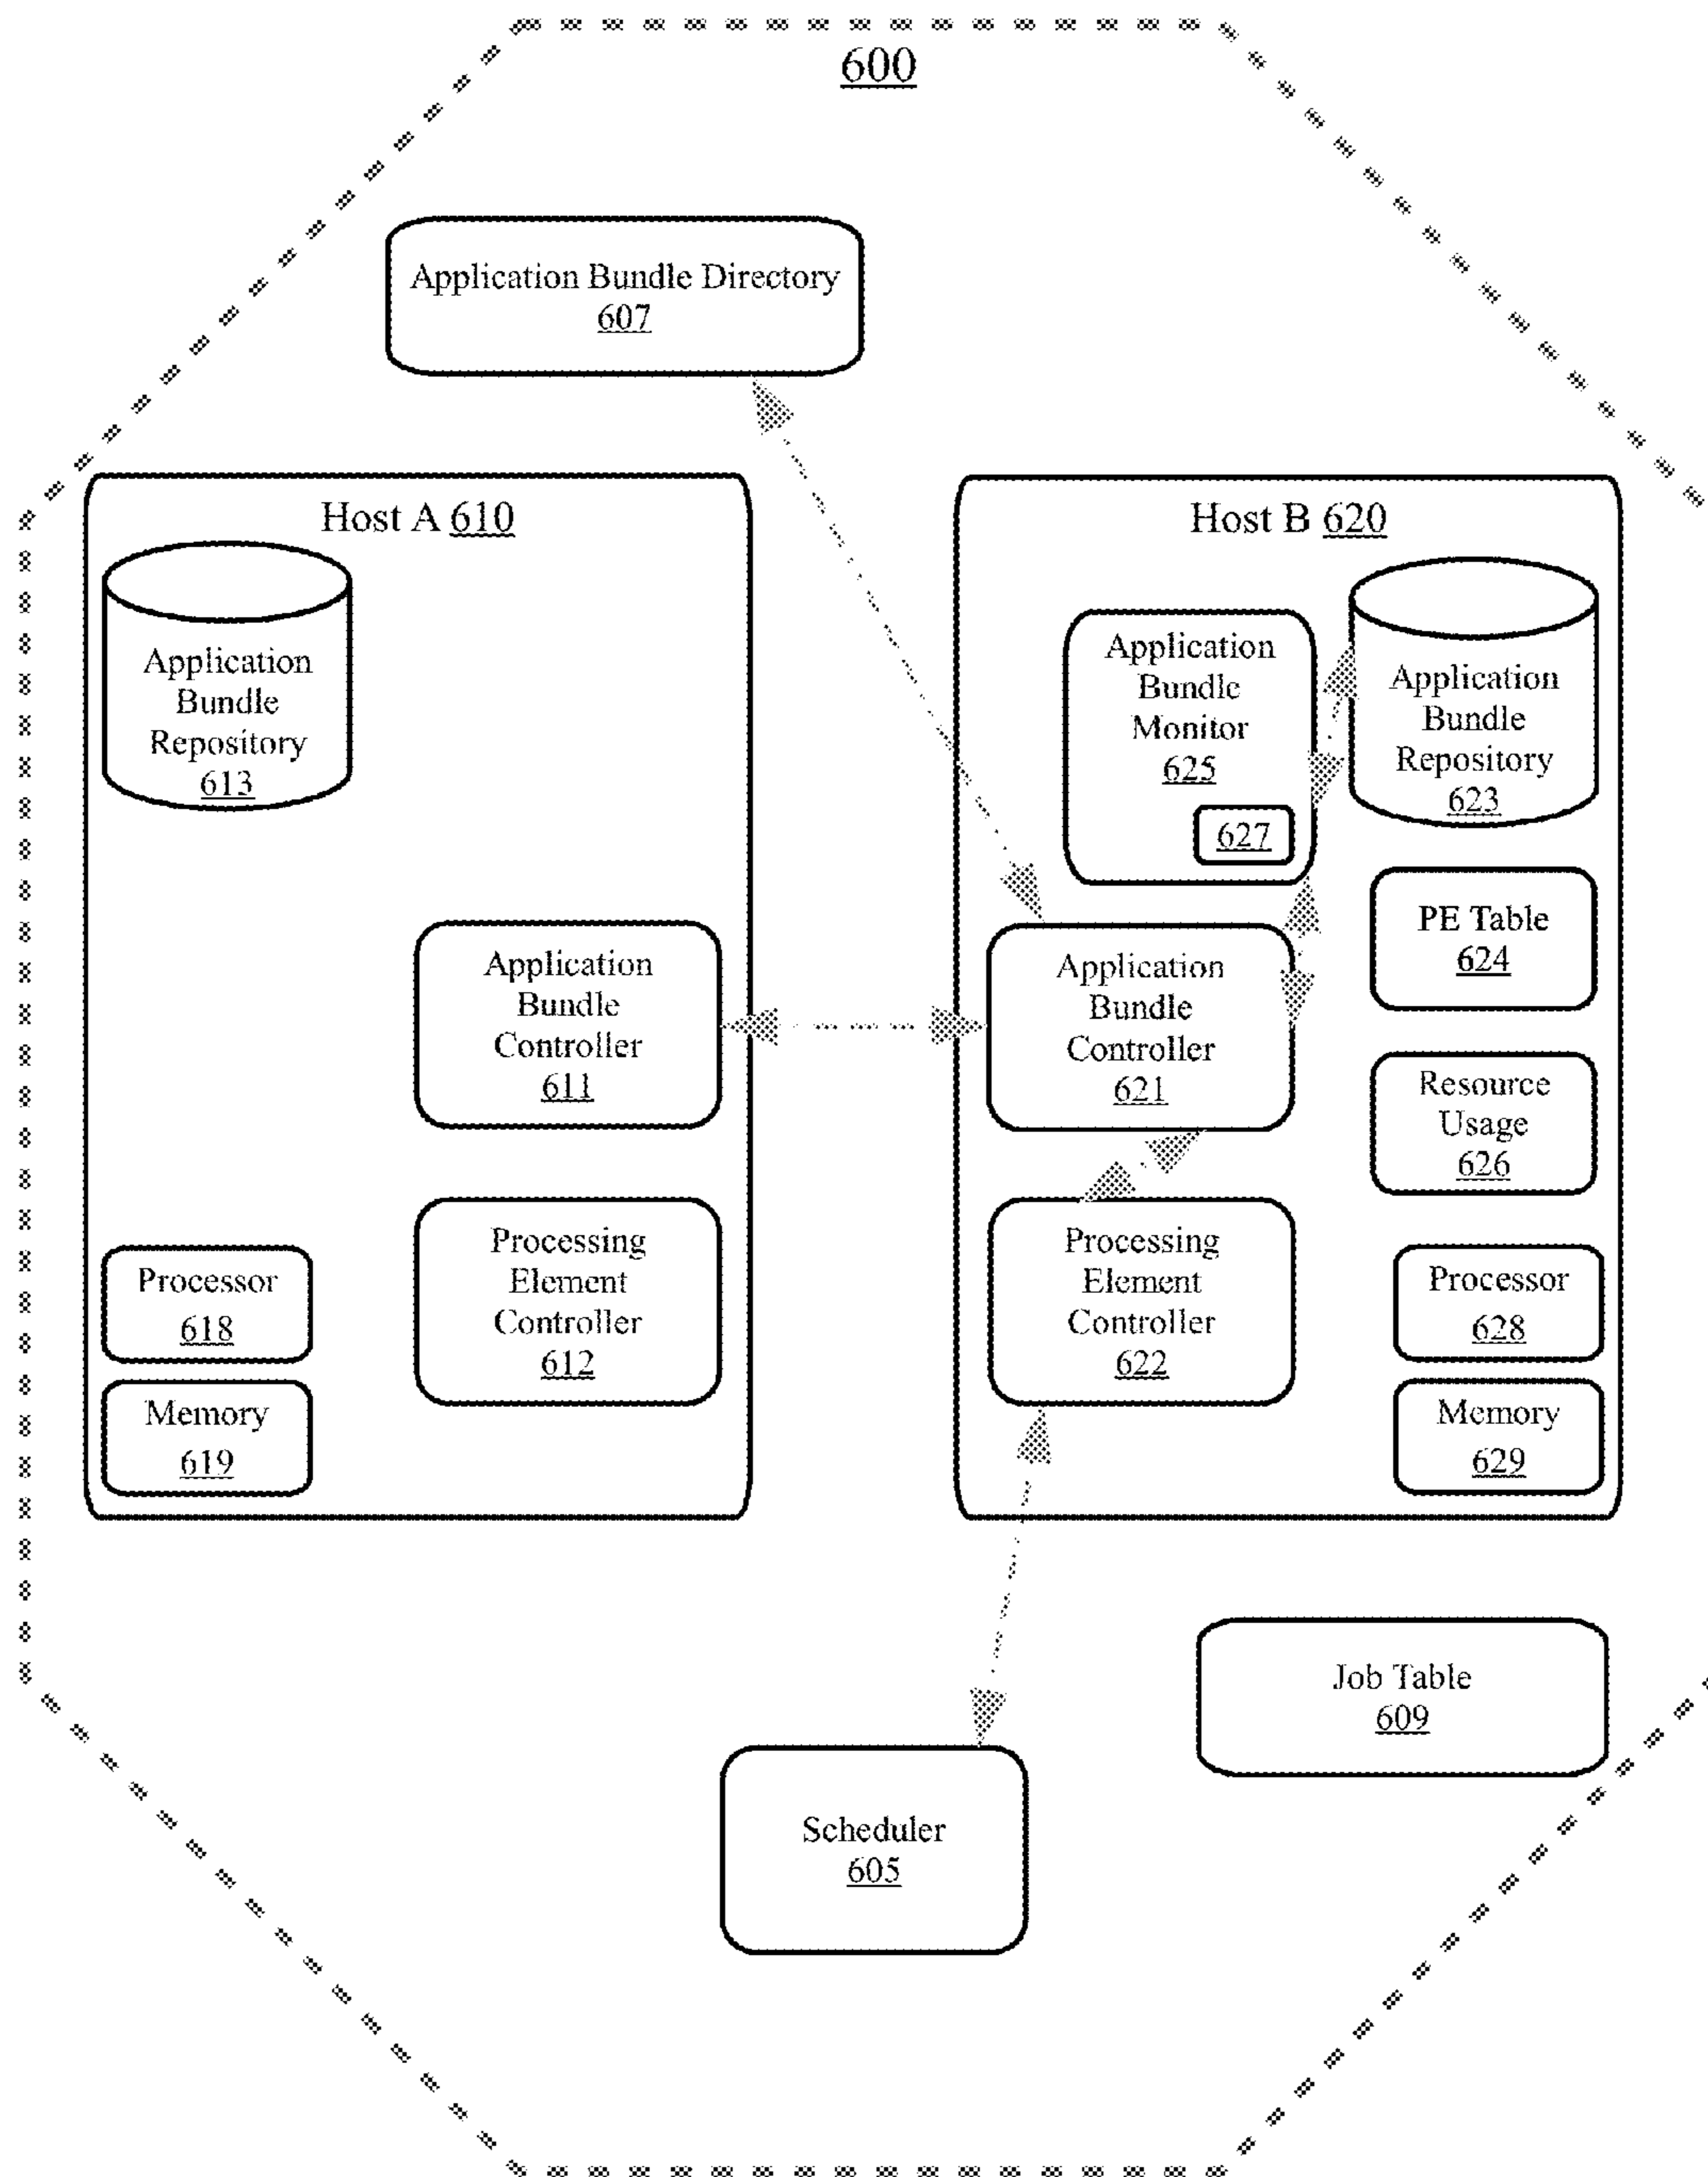 600
Application Bundle Directory
607
Host A 610
Application
Bundle
Repository
613
Application
Bundle
Controller
611
Processing
Element
Controller
612
Processor
618
Memory
619
Host B 620
Application
Bundle
Monitor
625
627
Application
Bundle
Repository
623
PE Table
624
Application
Bundle
Controller
621
Resource
Usage
626
Processing
Element
Controller
622
Processor
628
Memory
629
Job Table
609
Scheduler
605